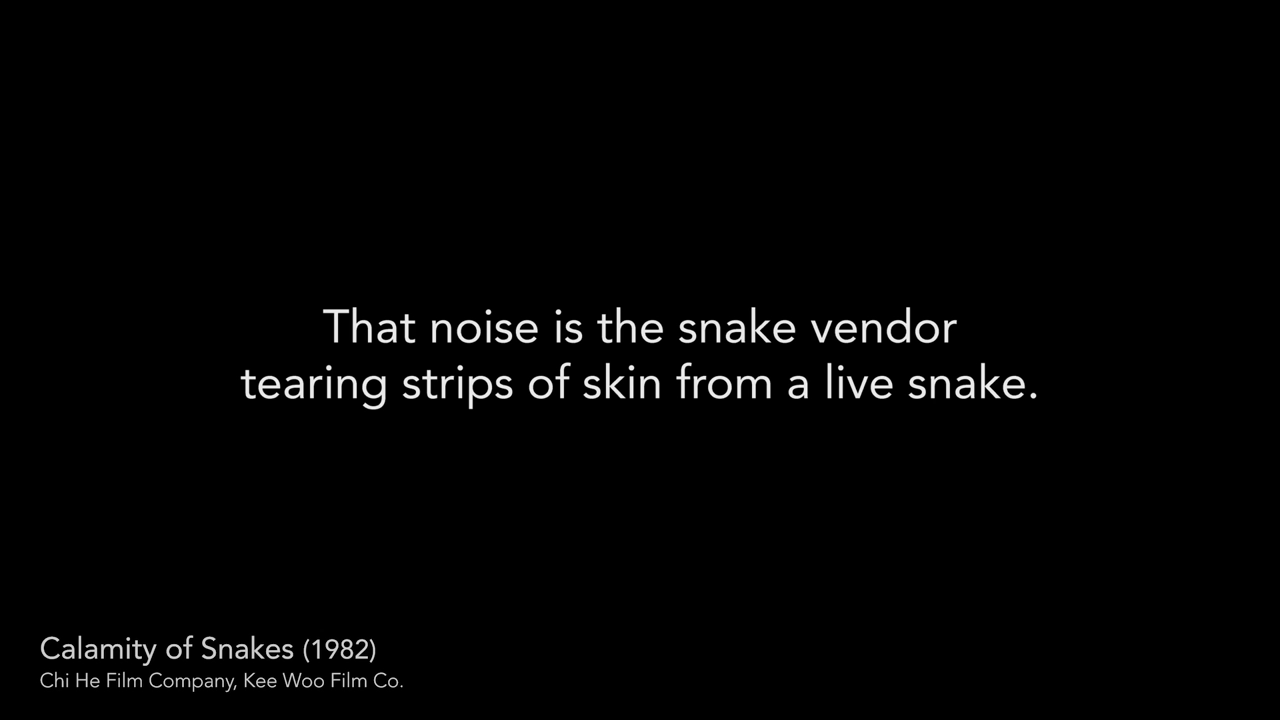 That noise is the snake vendor
tearing strips of skin from a live snake.
Calamity of Snakes (1982)
Chi He Film Company, Kee Woo Film Co.